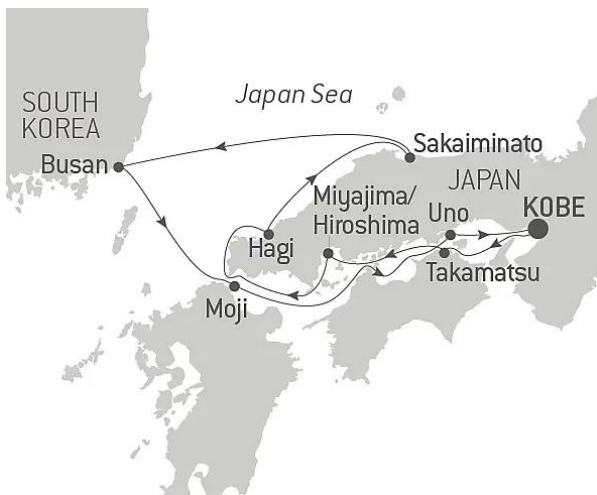 Japan Sea
SOUTH
KOREA
Busan
Sakaiminato
JAPAN
Miyajima/
Hiroshima
Uno
KOBE
Hagi
Takamatsu
Moji